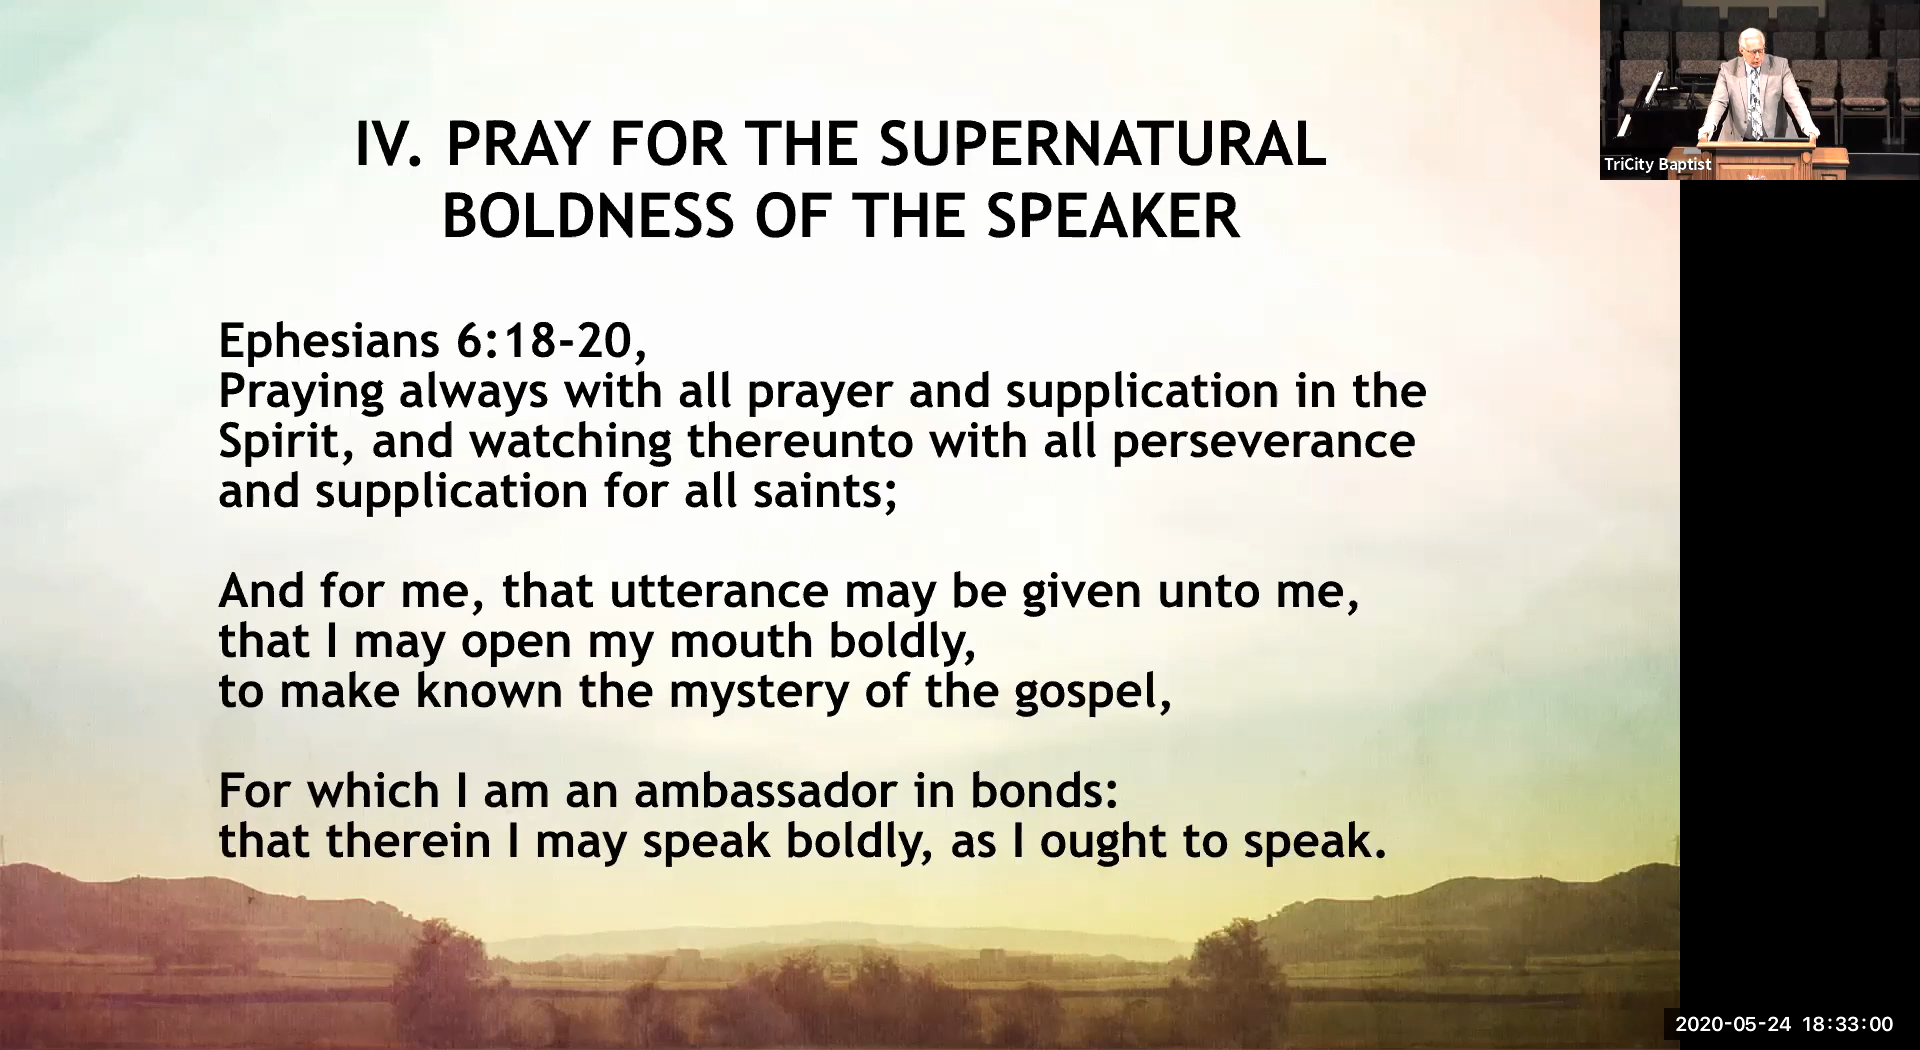 IV. PRAY FOR THE SUPERNATURAL
BOLDNESS OF THE SPEAKER
Ephesians 6:18-20,
Praying always with all prayer and supplication in the
Spirit, and watching thereunto with all perseverance
and supplication for all saints;
And for me, that utterance may be given unto me,
that I may open my mouth boldly,
to make known the mystery of the gospel,
For which I am an ambassador in bonds:
that therein I may speak boldly, as I ought to speak.
TriCity Baptist
2020-05-24 18:33:00